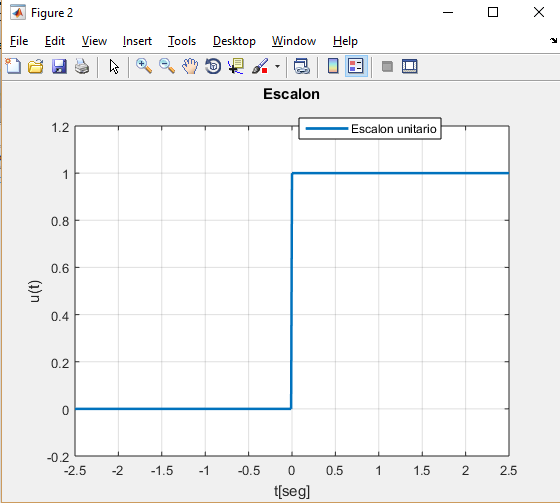 Figure 2
File Edit View Insert Tools Desktop Window Help
Escalon
Escalon unitario
1.2
1
0.8
0.6
0.4
0.2
0
-0.2
u(t)
-2.5 -2 -1.5 -1 -0.5 0 0.5 1 1.5 2 2.5
t[seg]